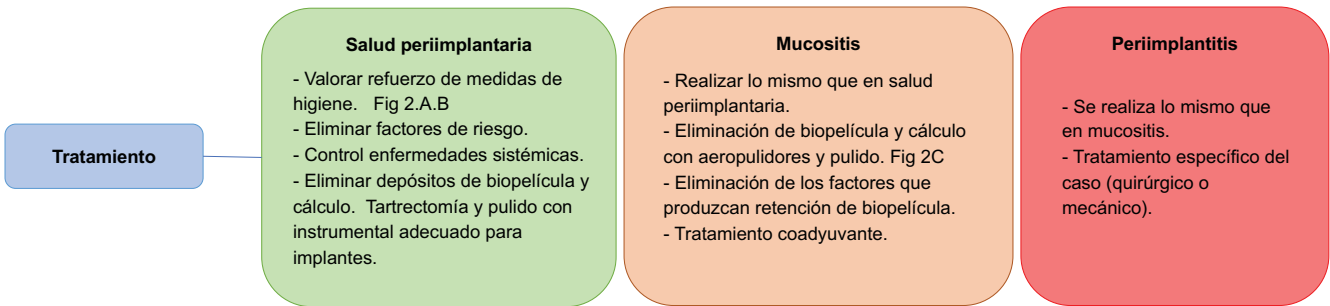 Tratamiento
Salud periimplantaria
- Valorar refuerzo de medidas de
higiene. Fig 2.A.B
- Eliminar factores de riesgo.
- Control enfermedades sistémicas.
- Eliminar depósitos de biopelícula y
cálculo. Tartrectomía y pulido con
instrumental adecuado para
implantes.
Mucositis
- Realizar lo mismo que en salud
periimplantaria.
- Eliminación de biopelícula y cálculo
con aeropulidores y pulido. Fig 2C
- Eliminación de los factores que
produzcan retención de biopelícula.
- Tratamiento coadyuvante.
Periimplantitis
- Se realiza lo mismo que
en mucositis.
- Tratamiento específico del
caso (quirúrgico o
mecánico).